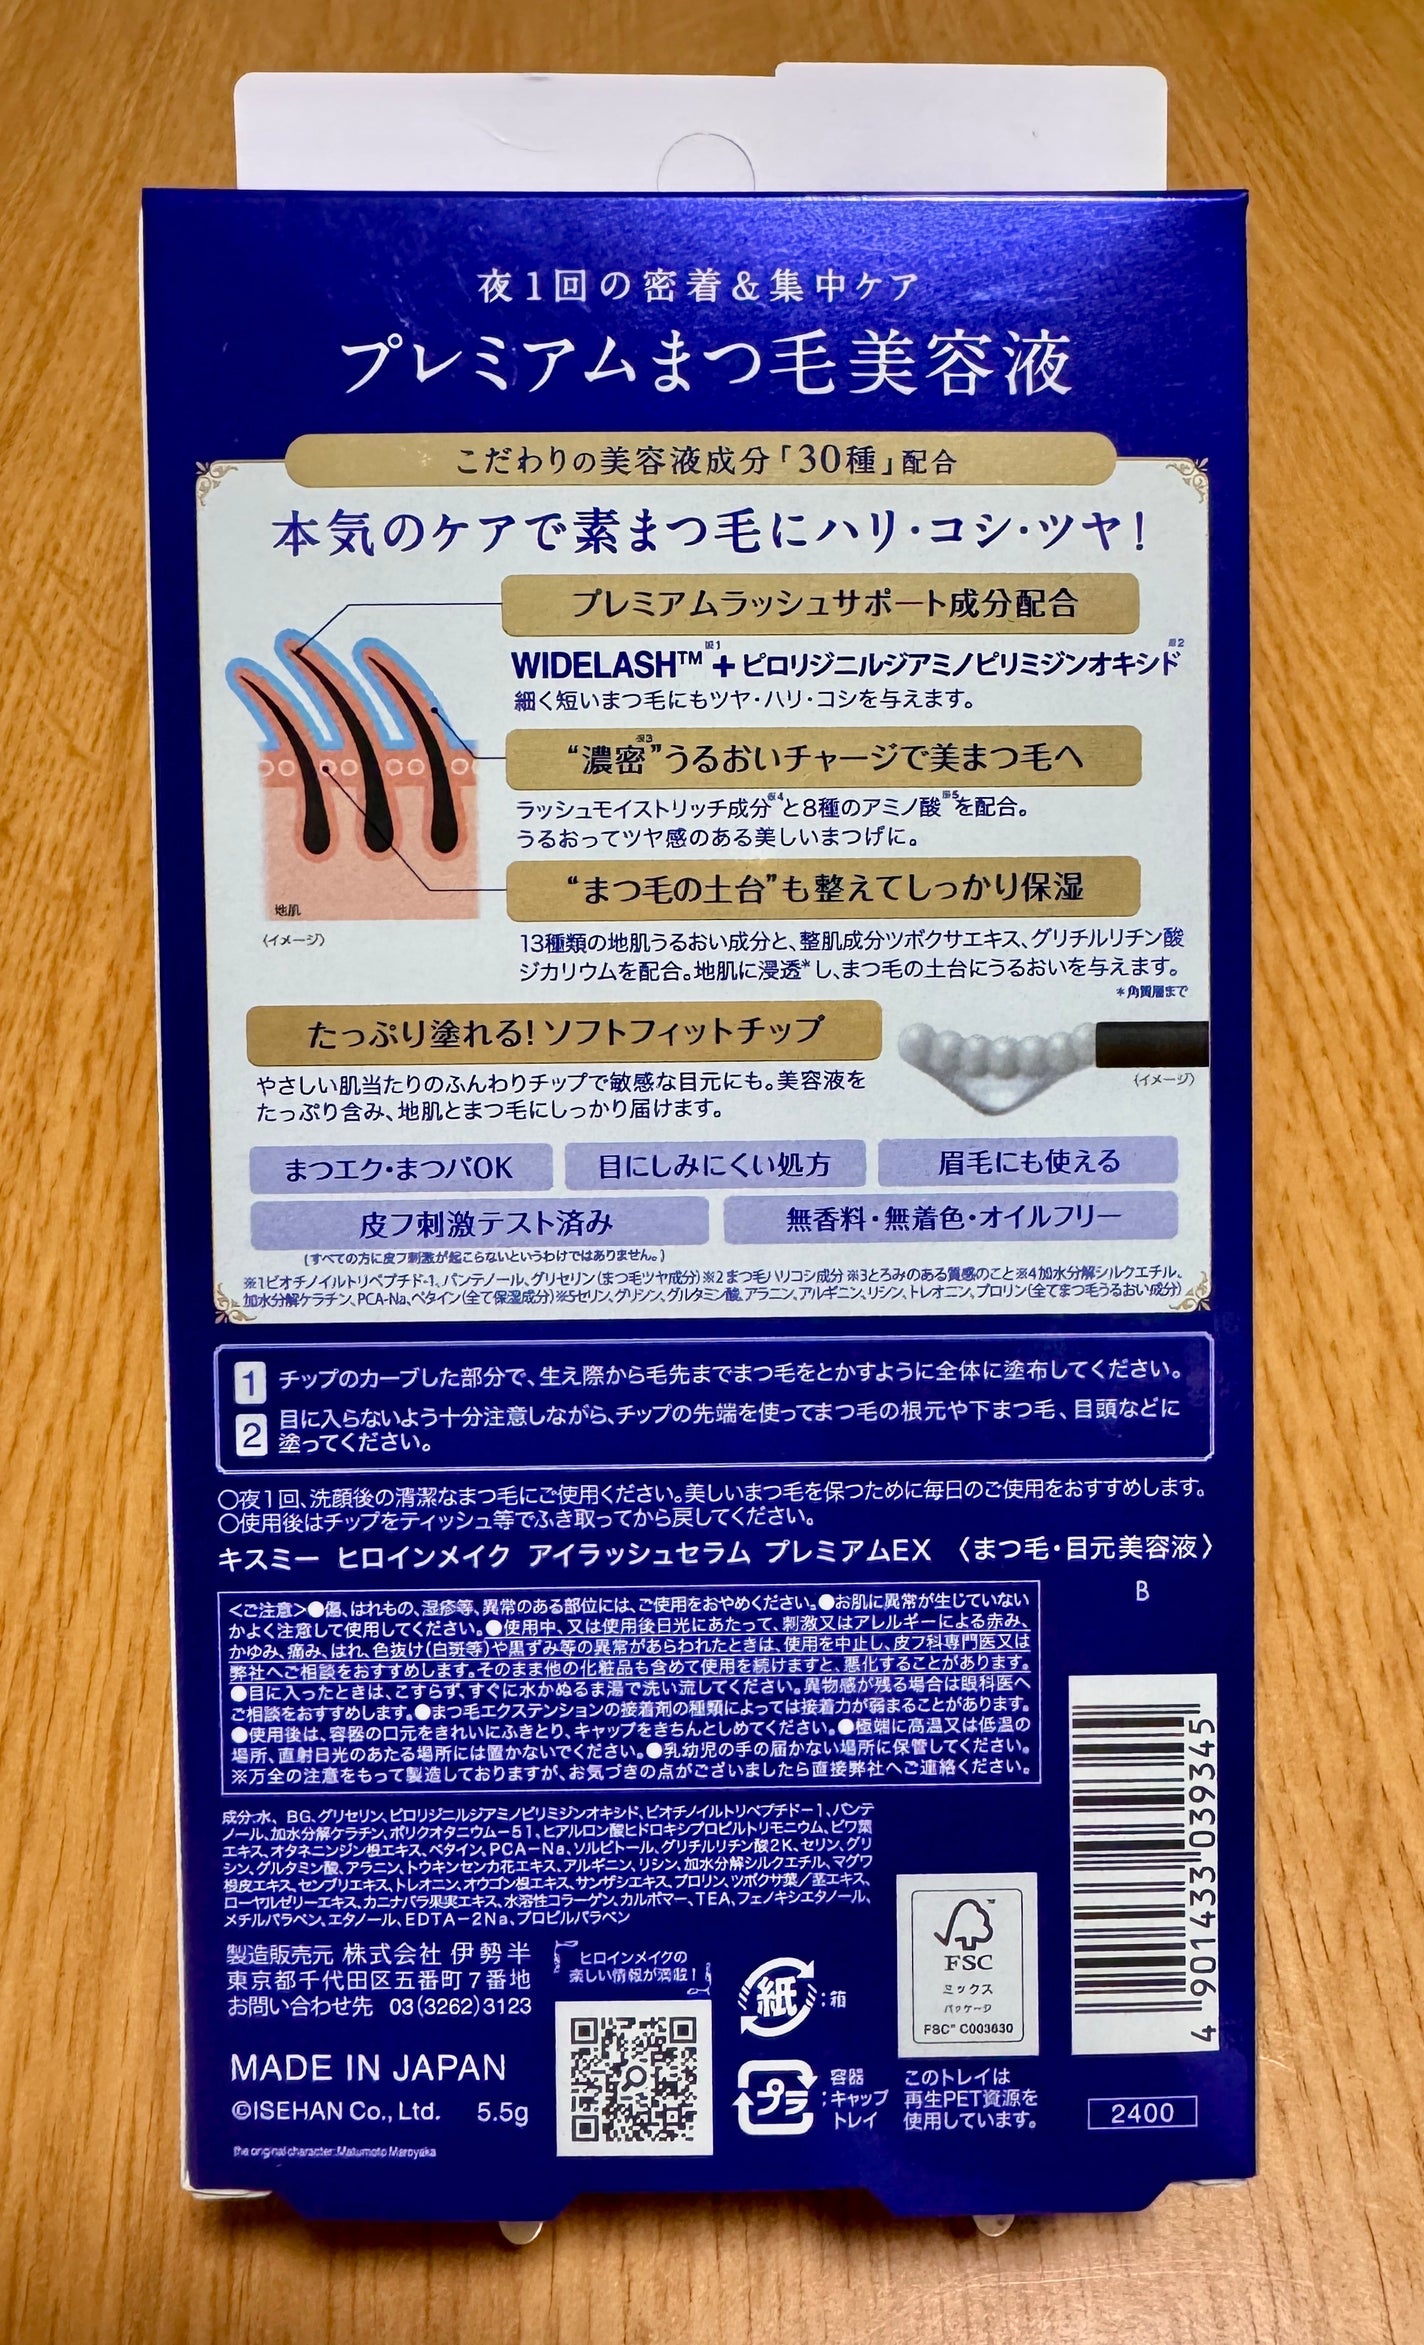 夜1回の密着&集中ケア
プレミアムまつ毛美容液
こだわりの美容液成分「30種」配合
本気のケアで素まつ毛にハリ・コシ・ツヤ!
プレミアムラッシュサポート成分配合
WIDELASH™※1+ピロリジニルジアミノピリミジンオキシド※2
細く短いまつ毛にもツヤ・ハリ・コシを与えます。
“濃密※3”うるおいチャージで美まつ毛へ
ラッシュモイストリッチ成分※4と8種のアミノ酸※5を配合。
うるおってツヤ感のある美しいまつげに。
“まつ毛の土台”も整えてしっかり保湿
地肌
〈イメージ〉
13種類の地肌うるおい成分と、整肌成分ツボクサエキス、グリチルリチン酸
ジカリウムを配合。地肌に浸透*し、まつ毛の土台にうるおいを与えます。
*角質層まで
たっぷり塗れる!ソフトフィットチップ
やさしい肌当たりのふんわりチップで敏感な目元にも。美容液を
たっぷり含み、地肌とまつ毛にしっかり届けます。
〈イメージ〉
まつエク・まつパOK
目にしみにくい処方
眉毛にも使える
皮フ刺激テスト済み
無香料・無着色・オイルフリー
(すべての方に皮フ刺激が起こらないというわけではありません。)
※1ビオチノイルトリペプチド-1、パンテノール、グリセリン(まつ毛ツヤ成分)※2まつ毛ハリコシ成分※3とろみのある質感のこと※4加水分解シルクエチル、
加水分解ケラチン、PCA-Na、ベタイン(全て保湿成分)※5セリン、グリシン、グルタミン酸、アラニン、アルギニン、リシン、トレオニン、プロリン(全てまつ毛うるおい成分)
1 チップのカーブした部分で、生え際から毛先までまつ毛をとかすように全体に塗布してください。
2 目に入らないよう十分注意しながら、チップの先端を使ってまつ毛の根元や下まつ毛、目頭などに
塗ってください。
○夜1回、洗顔後の清潔なまつ毛にご使用ください。美しいまつ毛を保つために毎日のご使用をおすすめします。
○使用後はチップをティッシュ等でふき取ってから戻してください。
キスミー ヒロインメイク アイラッシュセラム プレミアムEX 〈まつ毛・目元美容液〉
B
<ご注意>●傷、はれもの、湿疹等、異常のある部位には、ご使用をおやめください。●お肌に異常が生じていない
かよく注意して使用してください。●使用中、又は使用後日光にあたって、刺激又はアレルギーによる赤み、
かゆみ、痛み、はれ、色抜け(白斑等)や黒ずみ等の異常があらわれたときは、使用を中止し、皮フ科専門医又は
弊社へご相談をおすすめします。そのまま他の化粧品も含めて使用を続けますと、悪化することがあります。
●目に入ったときは、こすらず、すぐに水かぬるま湯で洗い流してください。異物感が残る場合は眼科医へ
ご相談をおすすめします。●まつ毛エクステンションの接着剤の種類によっては接着力が弱まることがあります。
●使用後は、容器の口元をきれいにふきとり、キャップをきちんとしめてください。●極端に高温又は低温の
場所、直射日光のあたる場所には置かないでください。●乳幼児の手の届かない場所に保管してください。
※万全の注意をもって製造しておりますが、お気づきの点がございましたら直接弊社へご連絡ください。
成分:水、BG、グリセリン、ピロリジニルジアミノピリミジンオキシド、ビオチノイルトリペプチド-1、パンテ
ノール、加水分解ケラチン、ポリクオタニウム-51、ヒアルロン酸ヒドロキシプロピルトリモニウム、ビワ葉
エキス、オタネニンジン根エキス、ベタイン、PCA-Na、ソルビトール、グリチルリチン酸2K、セリン、グリ
シン、グルタミン酸、アラニン、トウキンセンカ花エキス、アルギニン、リシン、加水分解シルクエチル、マグワ
根皮エキス、センブリエキス、トレオニン、オウゴン根エキス、サンザシエキス、プロリン、ツボクサ葉/茎エキス、
ローヤルゼリーエキス、カニナバラ果実エキス、水溶性コラーゲン、カルボマー、TEA、フェノキシエタノール、
メチルパラベン、エタノール、EDTA-2Na、プロピルパラベン
製造販売元 株式会社 伊勢半
東京都千代田区五番町7番地
お問い合わせ先 03(3262)3123
MADE IN JAPAN
©ISEHAN Co., Ltd. 5.5g
the original character:Matumoto Maroyaka
ヒロインメイクの
楽しい情報が満載!
紙:箱
プラ:容器
キャップ
トレイ
FSC
ミックス
パッケージ
FSC® C003630
このトレイは
再生PET資源を
使用しています。
4 901433 039345
2400